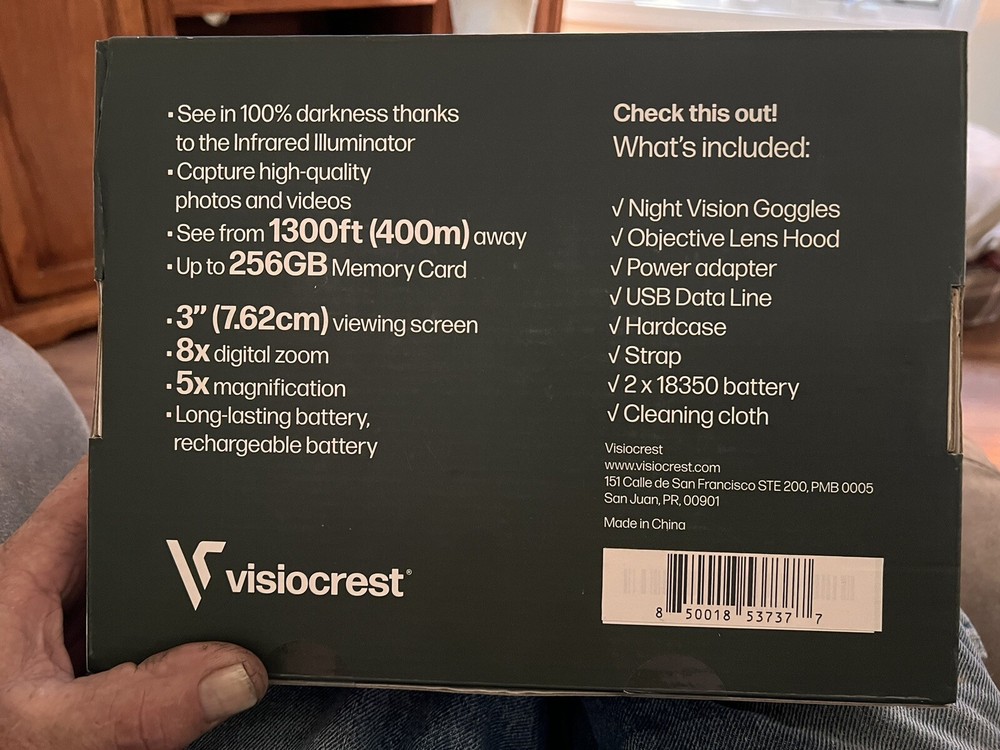 ▪ See in 100% darkness thanks
to the Infrared Illuminator
▪ Capture high-quality
photos and videos
▪ See from 1300ft (400m) away
▪ Up to 256GB Memory Card
▪ 3” (7.62cm) viewing screen
▪ 8x digital zoom
▪ 5x magnification
▪ Long-lasting battery,
rechargeable battery
visiocrest®
Check this out!
What's included:
√ Night Vision Goggles
√ Objective Lens Hood
√ Power adapter
√ USB Data Line
√ Hardcase
√ Strap
√ 2 x 18350 battery
√ Cleaning cloth
Visiocrest
www.visiocrest.com
151 Calle de San Francisco STE 200, PMB 0005
San Juan, PR, 00901
Made in China
8 50018 53737 7